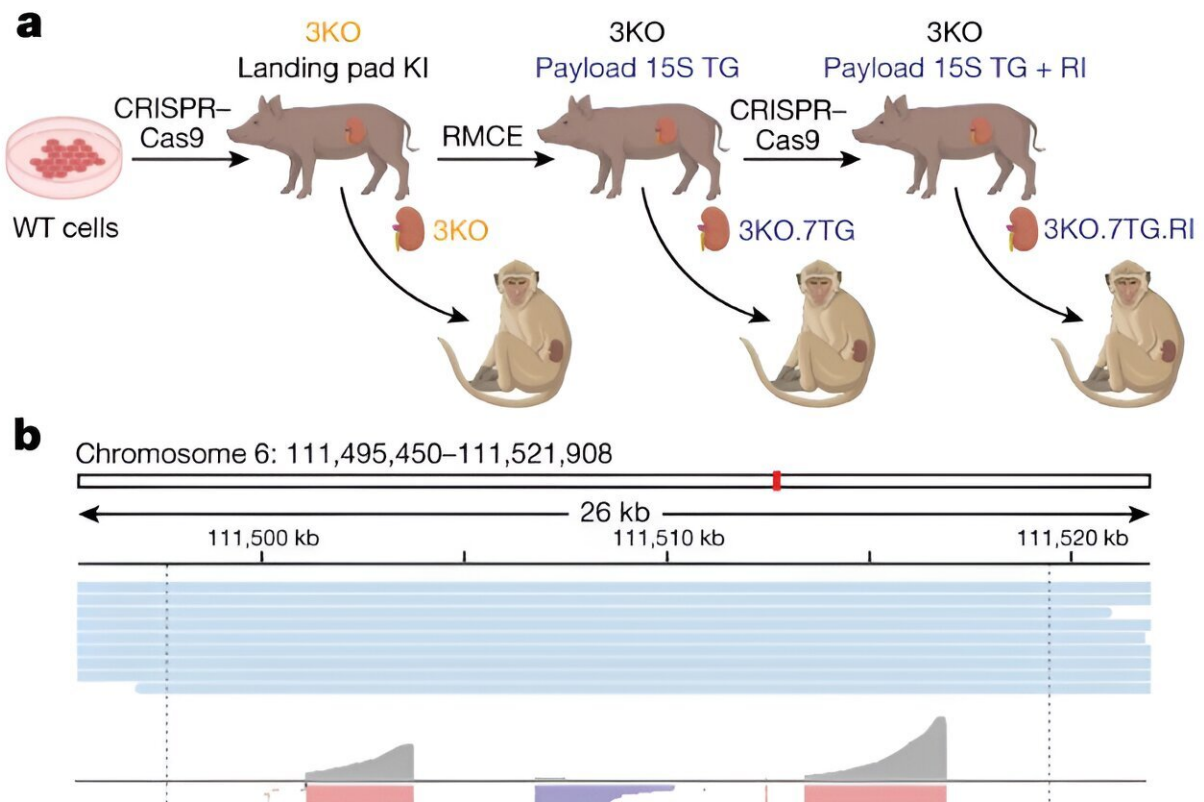 a
3KO
Landing pad KI
3KO
Payload 15S TG
3KO
Payload 15S TG + RI
CRISPR–
Cas9
RMCE
CRISPR–
Cas9
WT cells
3KO
3KO.7TG
3KO.7TG.RI
b
Chromosome 6: 111,495,450–111,521,908
26 kb
111,500 kb
111,510 kb
111,520 kb